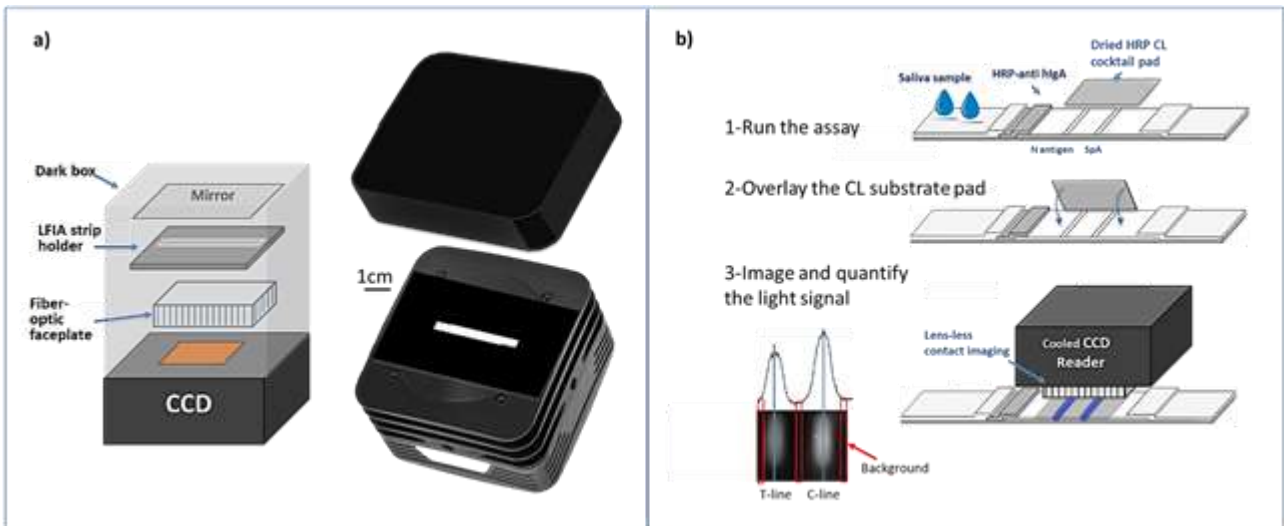 a)
Dark box
Mirror
LFIA strip
holder
Fiber-
optic
faceplate
CCD
1cm
b)
Dried HRP CL
cocktail pad
HRP-anti hIgA
Saliva sample
1-Run the assay
N antigen SpA
2-Overlay the CL substrate pad
3-Image and quantify
the light signal
Lens-less
contact imaging
Cooled CCD
Reader
Background
T-line C-line